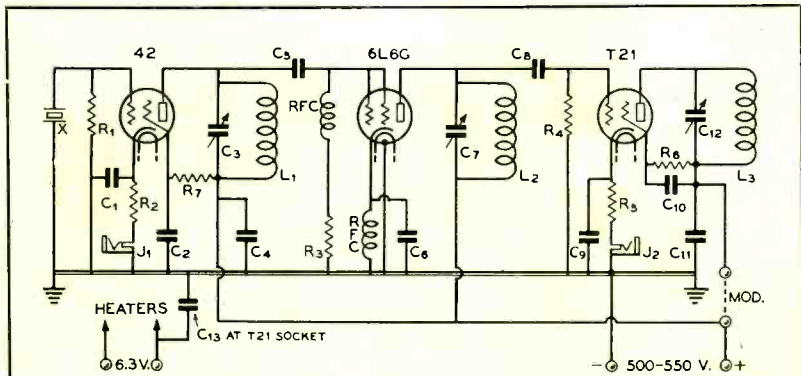 42
C5
6L6G
C8
T21
X
R1
RFC
C3
L1
R4
C7
L2
C12
L3
R6
C1
R2
R7
C10
R5
J1
C2
C4
R3
RFC
C6
C9
J2
C11
MOD.
HEATERS
C13 AT T21 SOCKET
6.3V.
- 500-550 V. +